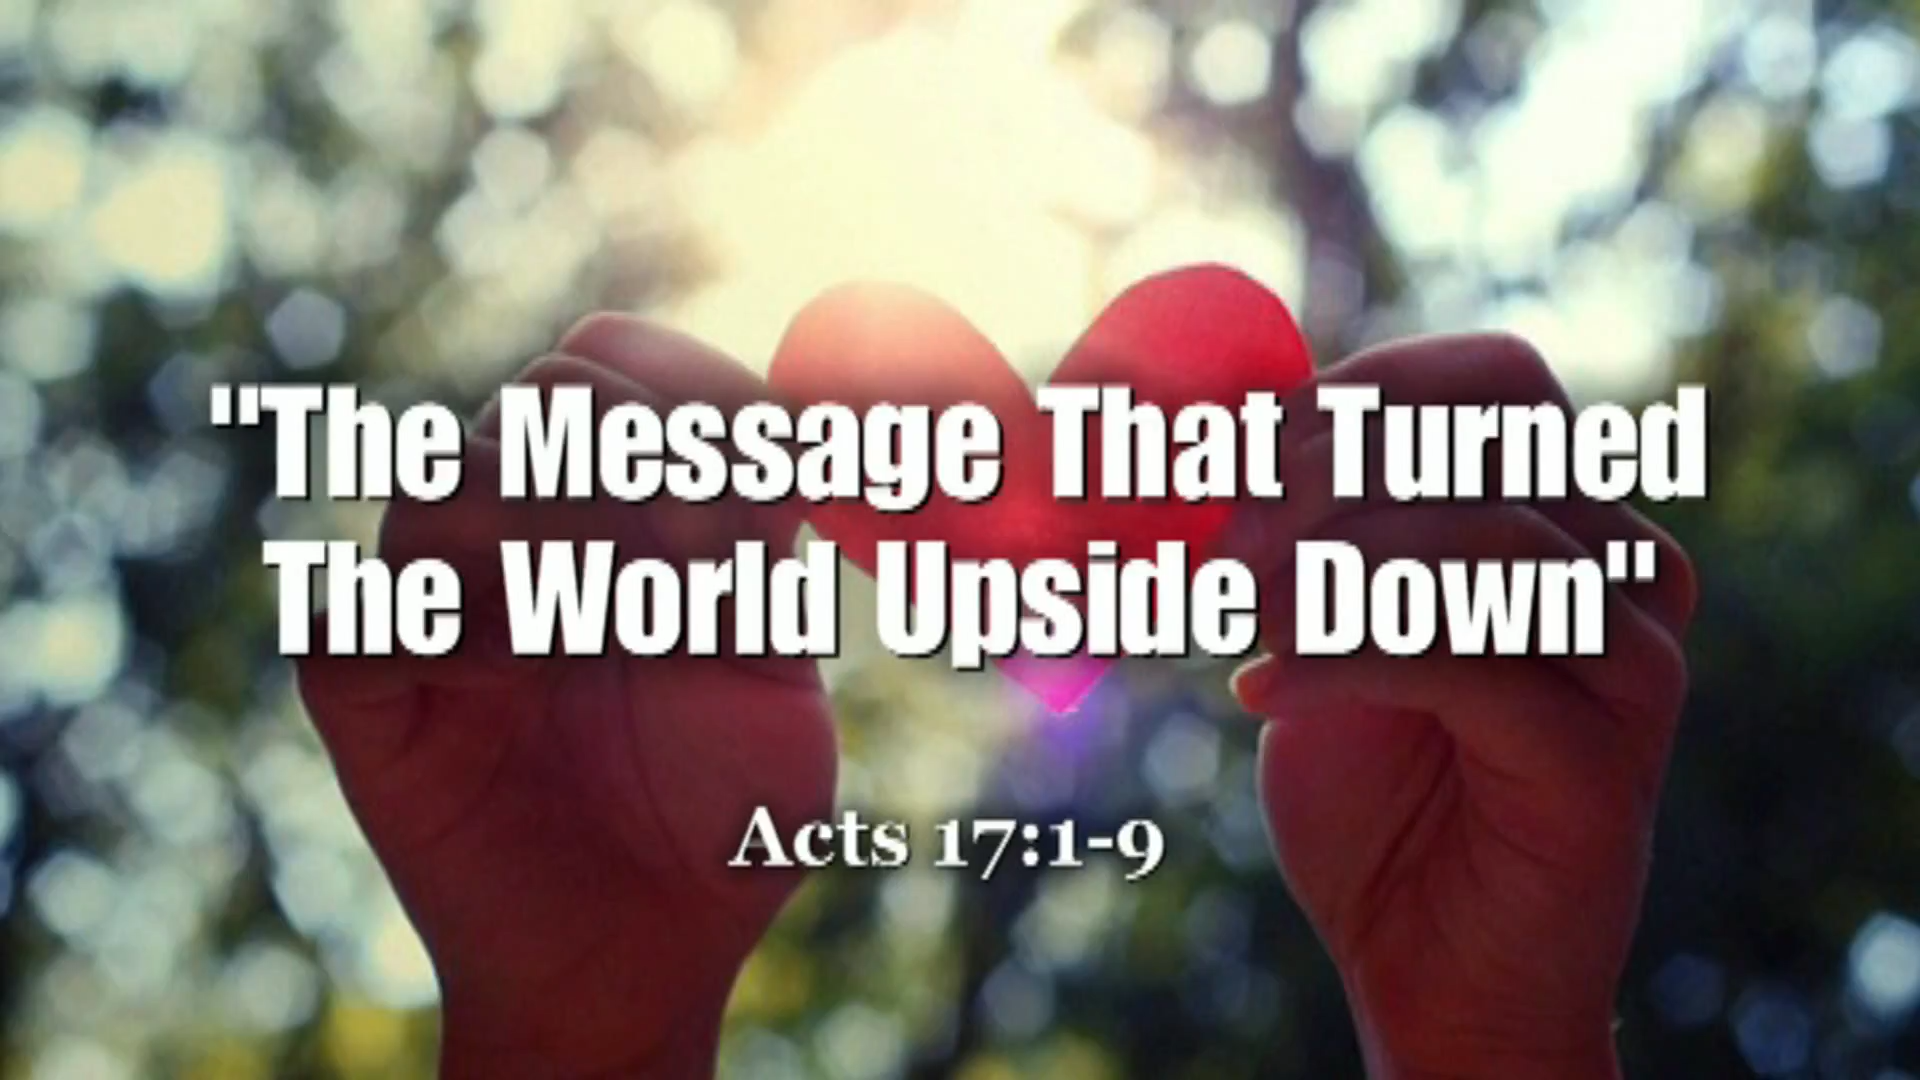 "The Message That Turned
The World Upside Down"
Acts 17:1-9